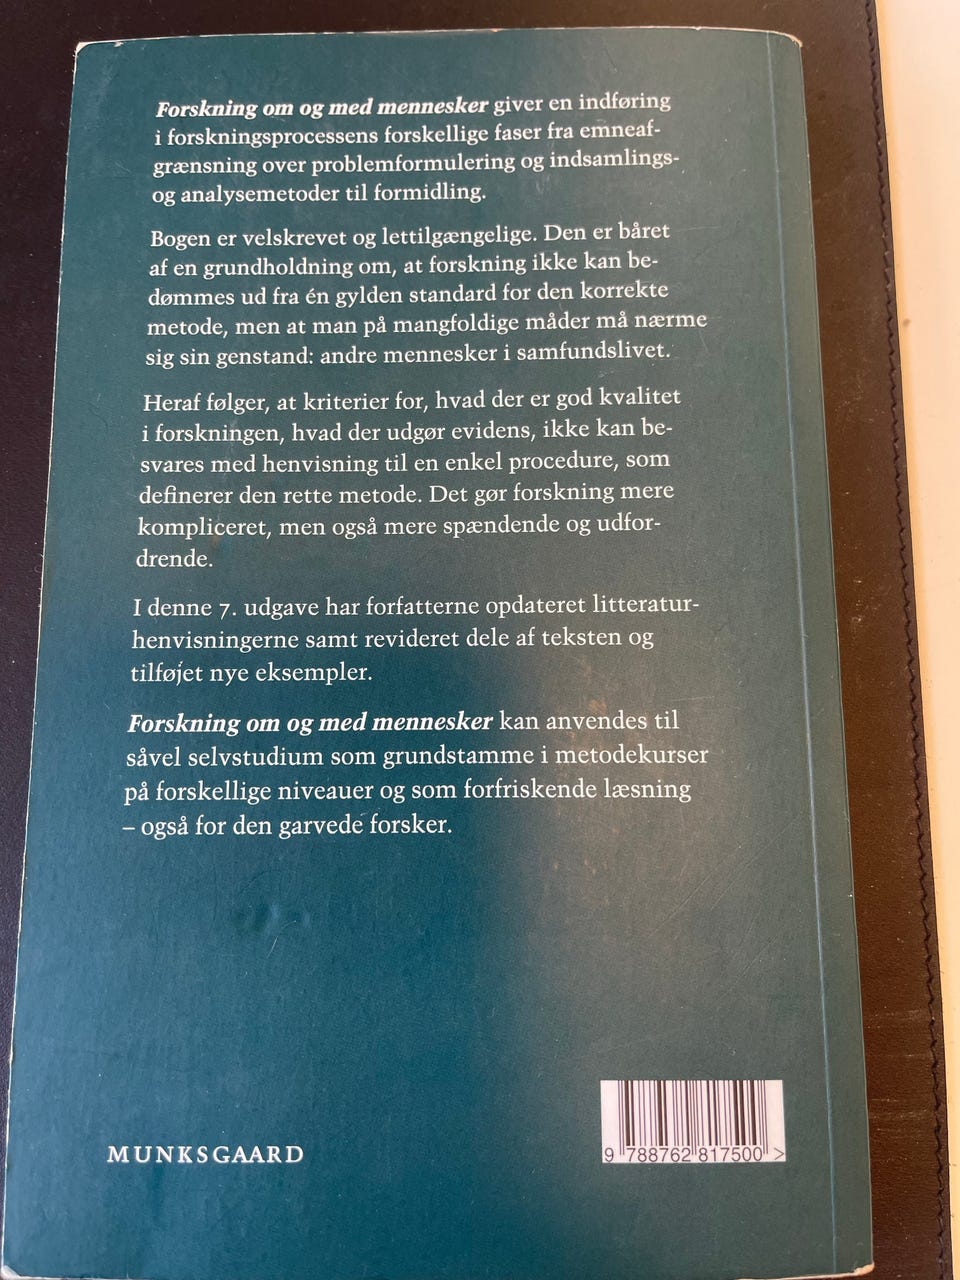 Forskning om og med mennesker giver en indføring
i forskningsprocessens forskellige faser fra emneaf-
grænsning over problemformulering og indsamlings-
og analysemetoder til formidling.
Bogen er velskrevet og lettilgængelige. Den er båret
af en grundholdning om, at forskning ikke kan be-
dømmes ud fra én gylden standard for den korrekte
metode, men at man på mangfoldige måder må nærme
sig sin genstand: andre mennesker i samfundslivet.
Heraf følger, at kriterier for, hvad der er god kvalitet
i forskningen, hvad der udgør evidens, ikke kan be-
svares med henvisning til en enkel procedure, som
definerer den rette metode. Det gør forskning mere
kompliceret, men også mere spændende og udfor-
drende.
I denne 7. udgave har forfatterne opdateret litteratur-
henvisningerne samt revideret dele af teksten og
tilføjet nye eksempler.
Forskning om og med mennesker kan anvendes til
såvel selvstudium som grundstamme i metodekurser
på forskellige niveauer og som forfriskende læsning
– også for den garvede forsker.
MUNKSGAARD
9 788762 817500 >